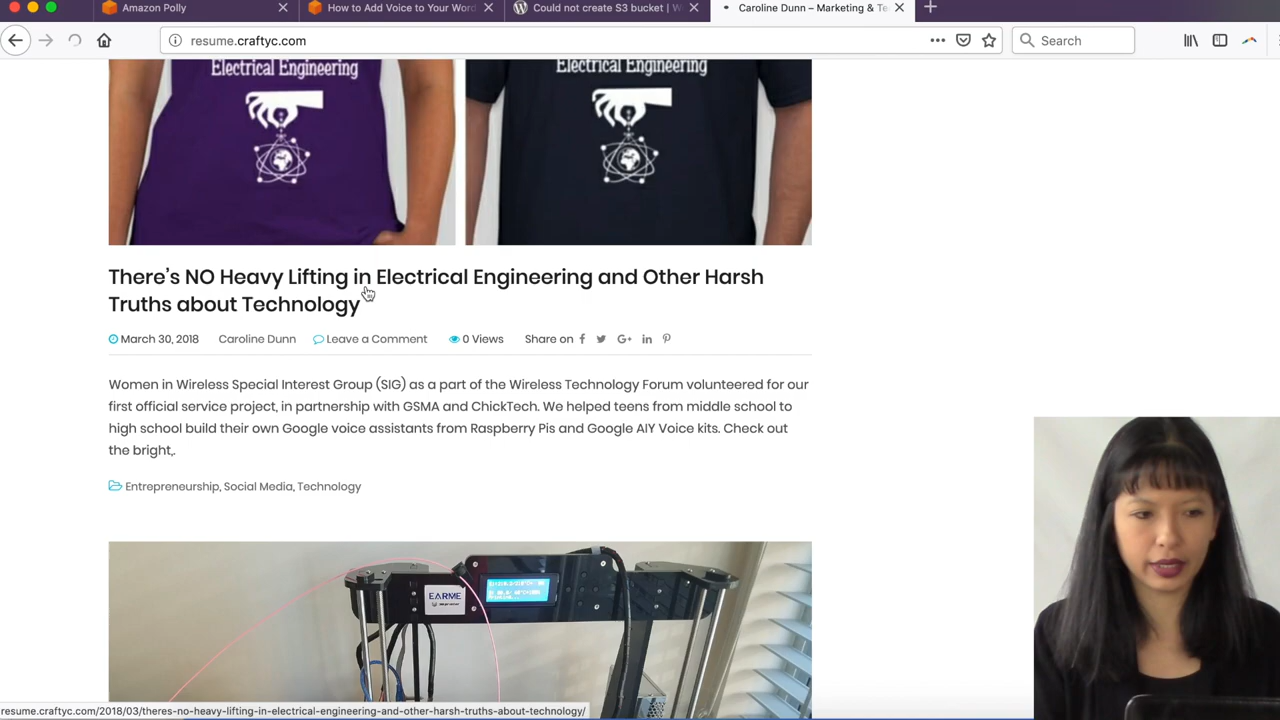 Amazon Polly
How to Add Voice to Your Word
Could not create S3 bucket | W
Caroline Dunn – Marketing & Te
resume.craftyc.com
Search
Electrical Engineering
Electrical Engineering
There's NO Heavy Lifting in Electrical Engineering and Other Harsh
Truths about Technology
March 30, 2018 Caroline Dunn Leave a Comment 0 Views Share on
Women in Wireless Special Interest Group (SIG) as a part of the Wireless Technology Forum volunteered for our
first official service project, in partnership with GSMA and ChickTech. We helped teens from middle school to
high school build their own Google voice assistants from Raspberry Pis and Google AIY Voice kits. Check out
the bright,.
Entrepreneurship, Social Media, Technology
EARME
resume.craftyc.com/2018/03/theres-no-heavy-lifting-in-electrical-engineering-and-other-harsh-truths-about-technology/